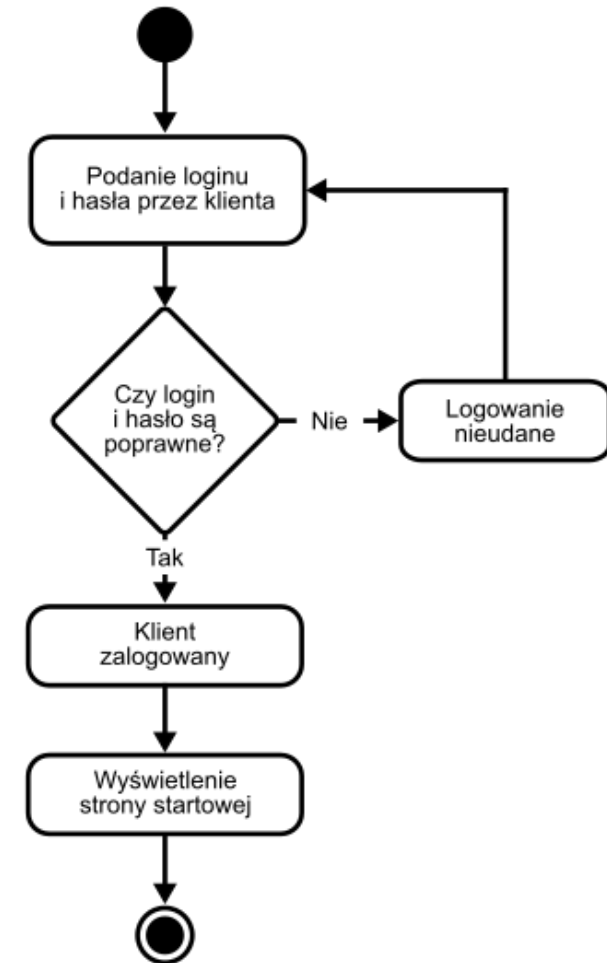 Podanie loginu
i hasła przez klienta
Czy login
i hasło są
poprawne?
Nie
Logowanie
nieudane
Tak
Klient
zalogowany
Wyświetlenie
strony startowej